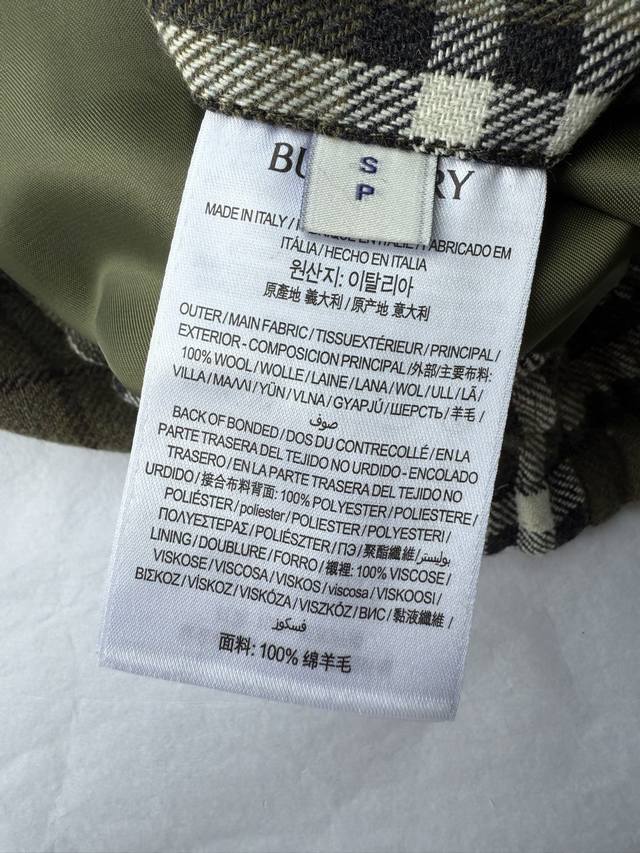 BU RY
S
P
MADE IN ITALY / EN ITALIE / FABRICADO EM
ITÁLIA / HECHO EN ITALIA
원산지: 이탈리아
原產地 義大利 / 原产地 意大利
OUTER / MAIN FABRIC / TISSUEXTÉRIEUR / PRINCIPAL /
EXTERIOR - COMPOSICION PRINCIPAL / 外部/主要布料:
100% WOOL / WOLLE / LAINE / LANA / WOL / ULL / LÃ /
VILLA / ΜΑΛΛΙ / YÜN / VLNA / GYAPJÚ / ШЕРСТЬ / 羊毛 /
صوف
BACK OF BONDED / DOS DU CONTRECOLLÉ / EN LA
PARTE TRASERA DEL TEJIDO NO URDIDO - ENCOLADO
TRASERO / EN LA PARTE TRASERA DEL TEJIDO NO
URDIDO / 接合布料背面: 100% POLYESTER / POLIESTERE /
POLIÉSTER / poliester / POLYESTER / POLYESTERI /
ΠΟΛΥΕΣΤΕΡΑΣ / POLIÉSZTER / ПЭ / 聚酯纖維 / بوليستر
LINING / DOUBLURE / FORRO / 襯裡: 100% VISCOSE /
VISKOSE / VISCOSA / VISKOS / viscosa / VISKOOSI /
ΒΙΣΚΟΖ / VÍSKOZ / VISKÓZA / VISZKÓZ / ВИС / 黏液纖維 /
فسكوز
面料: 100% 绵羊毛